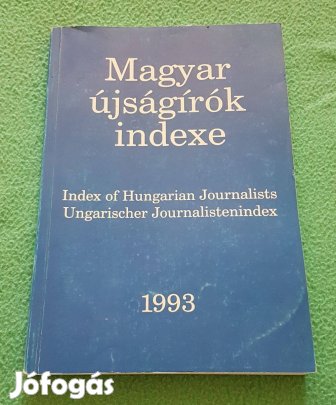 Magyar
újságírók
indexe
Index of Hungarian Journalists
Ungarischer Journalistenindex
1993
Jófogás